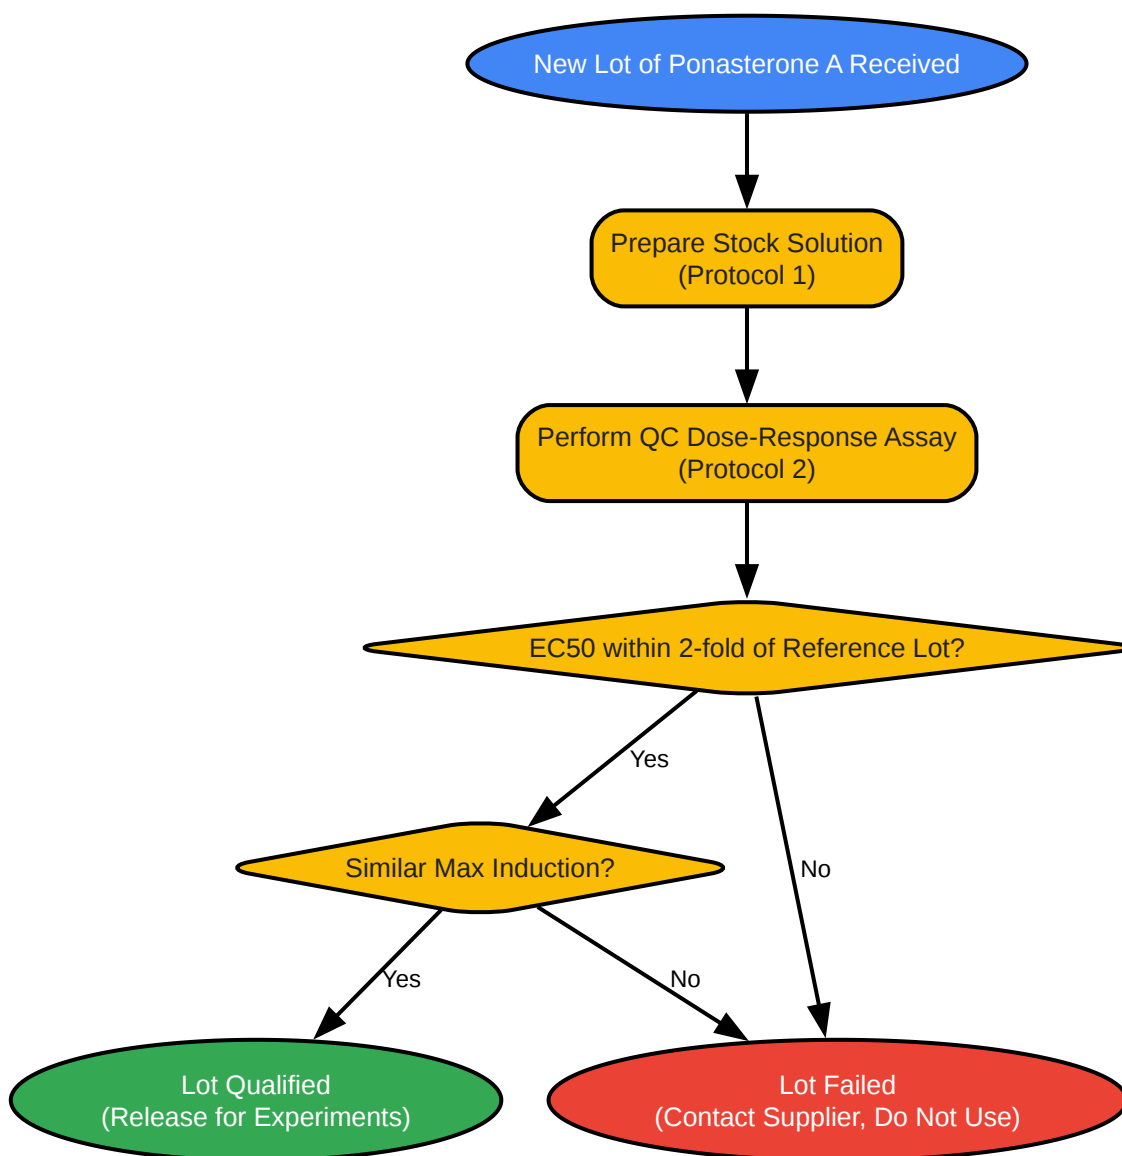 New Lot of Ponasterone A Received
Prepare Stock Solution
(Protocol 1)
Perform QC Dose-Response Assay
(Protocol 2)
EC50 within 2-fold of Reference Lot?
Yes
Similar Max Induction?
No
Yes
No
Lot Qualified
(Release for Experiments)
Lot Failed
(Contact Supplier, Do Not Use)